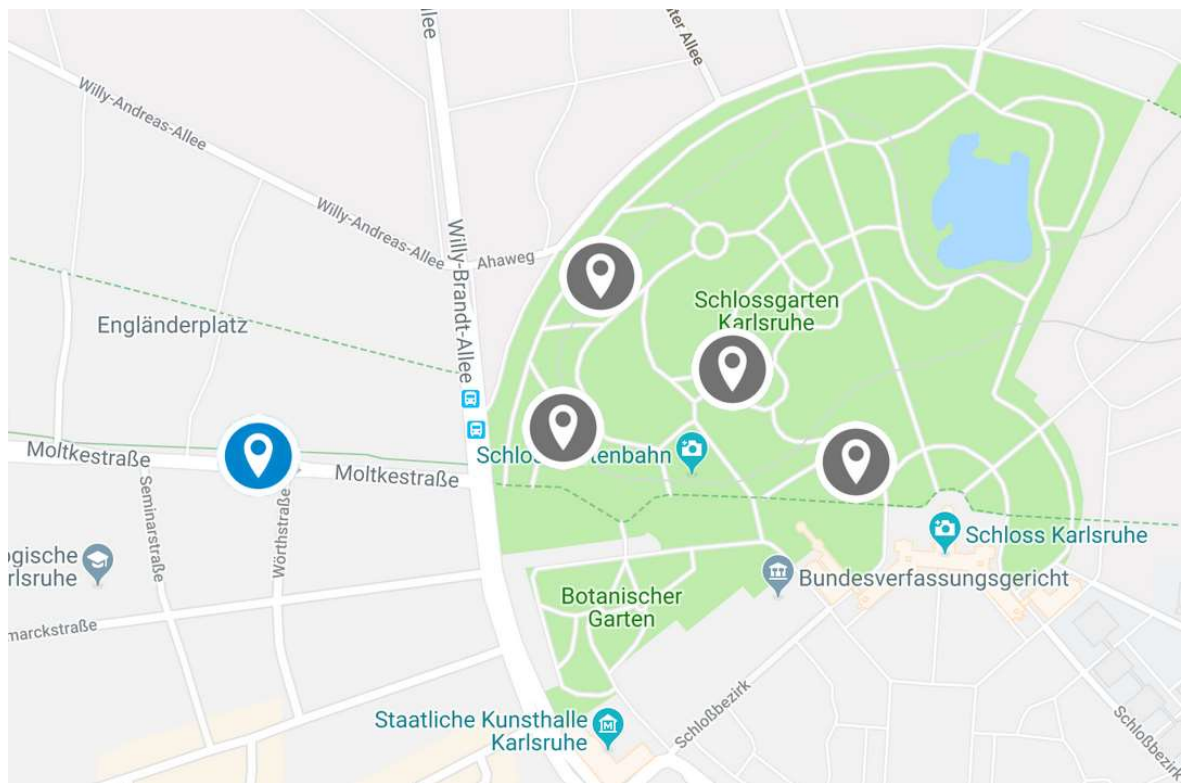 Willy-Andreas-Allee
Willy-Andreas-Allee
Willy-Brandt-Allee
Ahaweg
Schlossgarten
Karlsruhe
Engländerplatz
Moltkestraße
Moltkestraße
Seminarstraße
Wörthstraße
Schloss Karlsruhe
Bundesverfassungsgericht
Botanischer
Garten
Staatliche Kunsthalle
Karlsruhe
Schloßbezirk
Schloßbezirk